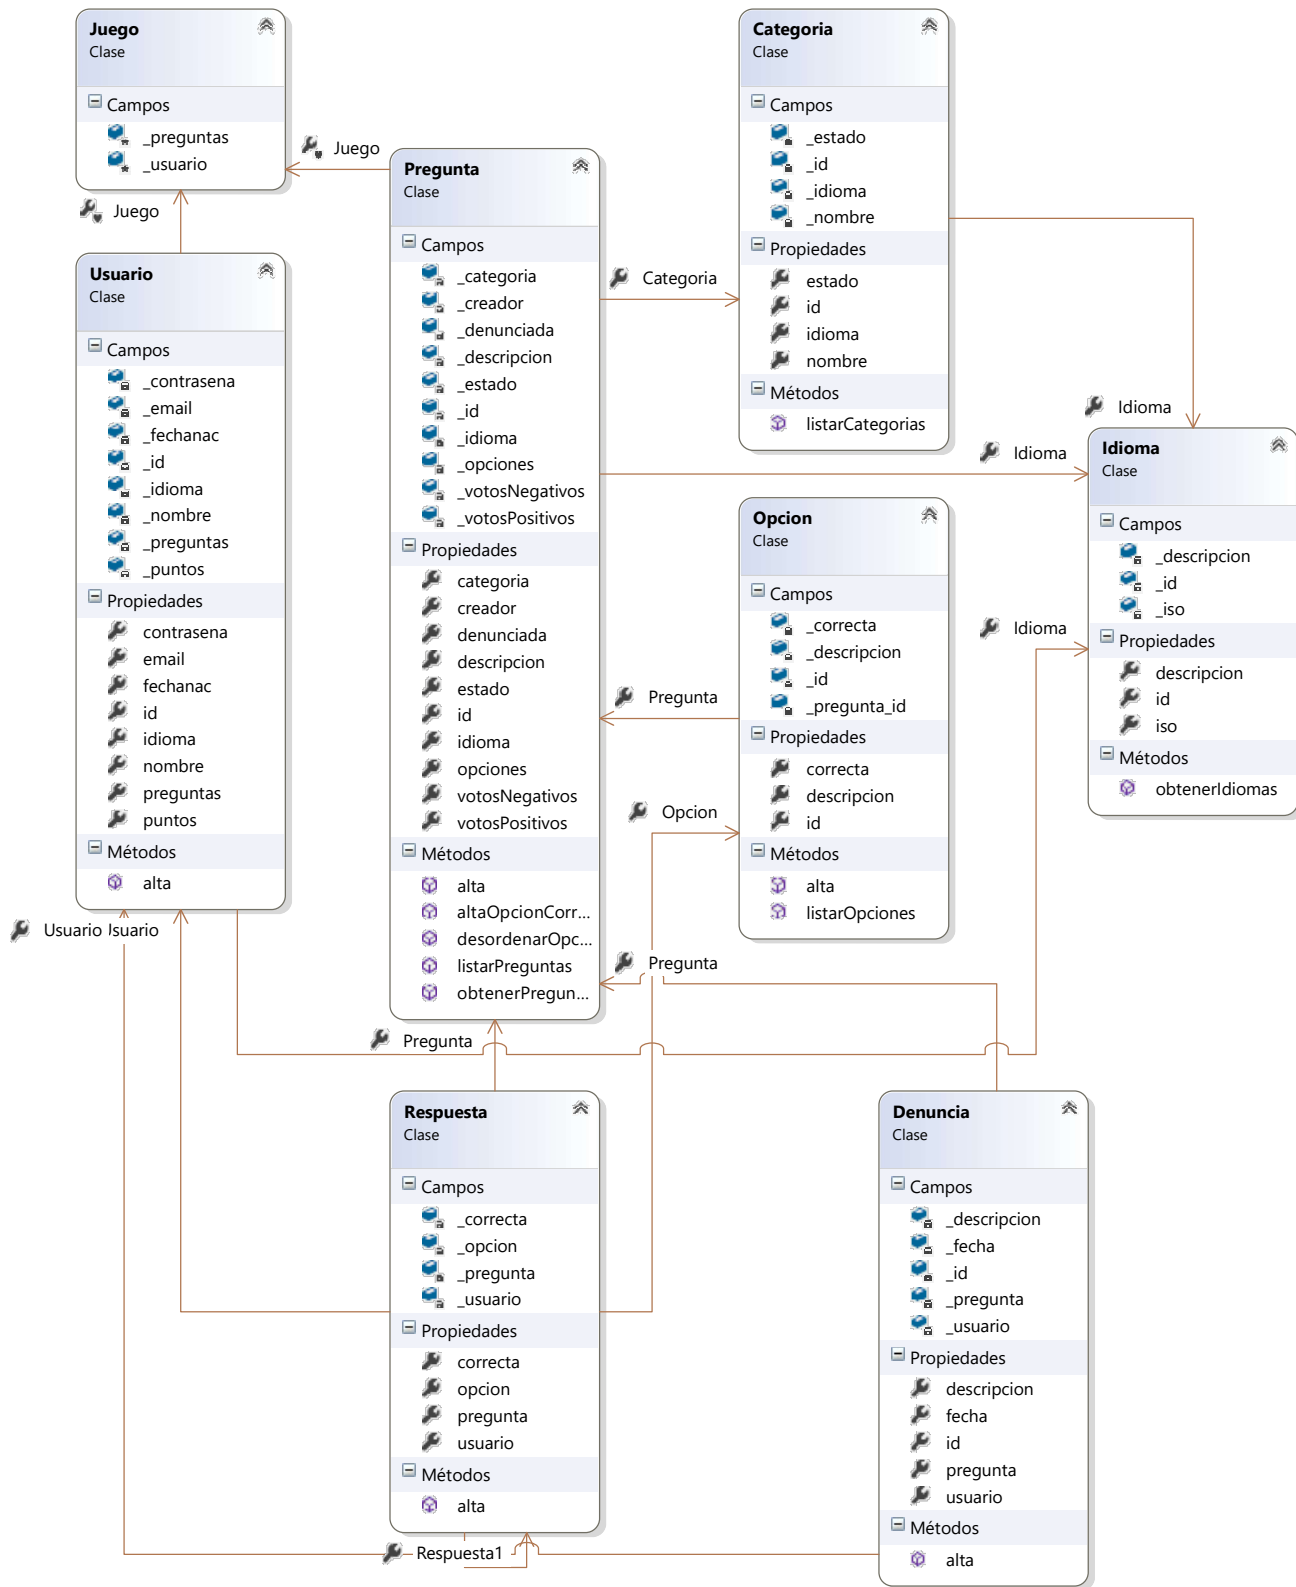 Juego
Clase
Campos
_preguntas
_usuario
Juego
Juego
Usuario
Clase
Campos
_contrasena
_email
_fechanac
_id
_idioma
_nombre
_preguntas
_puntos
Propiedades
contrasena
email
fechanac
id
idioma
nombre
preguntas
puntos
Métodos
alta
Usuario
Usuario
Pregunta
Clase
Campos
_categoria
_creador
_denunciada
_descripcion
_estado
_id
_idioma
_opciones
_votosNegativos
_votosPositivos
Propiedades
categoria
creador
denunciada
descripcion
estado
id
idioma
opciones
votosNegativos
votosPositivos
Métodos
alta
altaOpcionCorr...
desordenarOpc...
listarPreguntas
obtenerPregun...
Categoria
Categoria
Clase
Campos
_estado
_id
_idioma
_nombre
Propiedades
estado
id
idioma
nombre
Métodos
listarCategorias
Idioma
Idioma
Idioma
Idioma
Clase
Campos
_descripcion
_id
_iso
Propiedades
descripcion
id
iso
Métodos
obtenerIdiomas
Opcion
Clase
Campos
_correcta
_descripcion
_id
_pregunta_id
Propiedades
correcta
descripcion
id
Métodos
alta
listarOpciones
Pregunta
Opcion
Pregunta
Pregunta
Respuesta
Clase
Campos
_correcta
_opcion
_pregunta
_usuario
Propiedades
correcta
opcion
pregunta
usuario
Métodos
alta
Respuesta1
Denuncia
Clase
Campos
_descripcion
_fecha
_id
_pregunta
_usuario
Propiedades
descripcion
fecha
id
pregunta
usuario
Métodos
alta